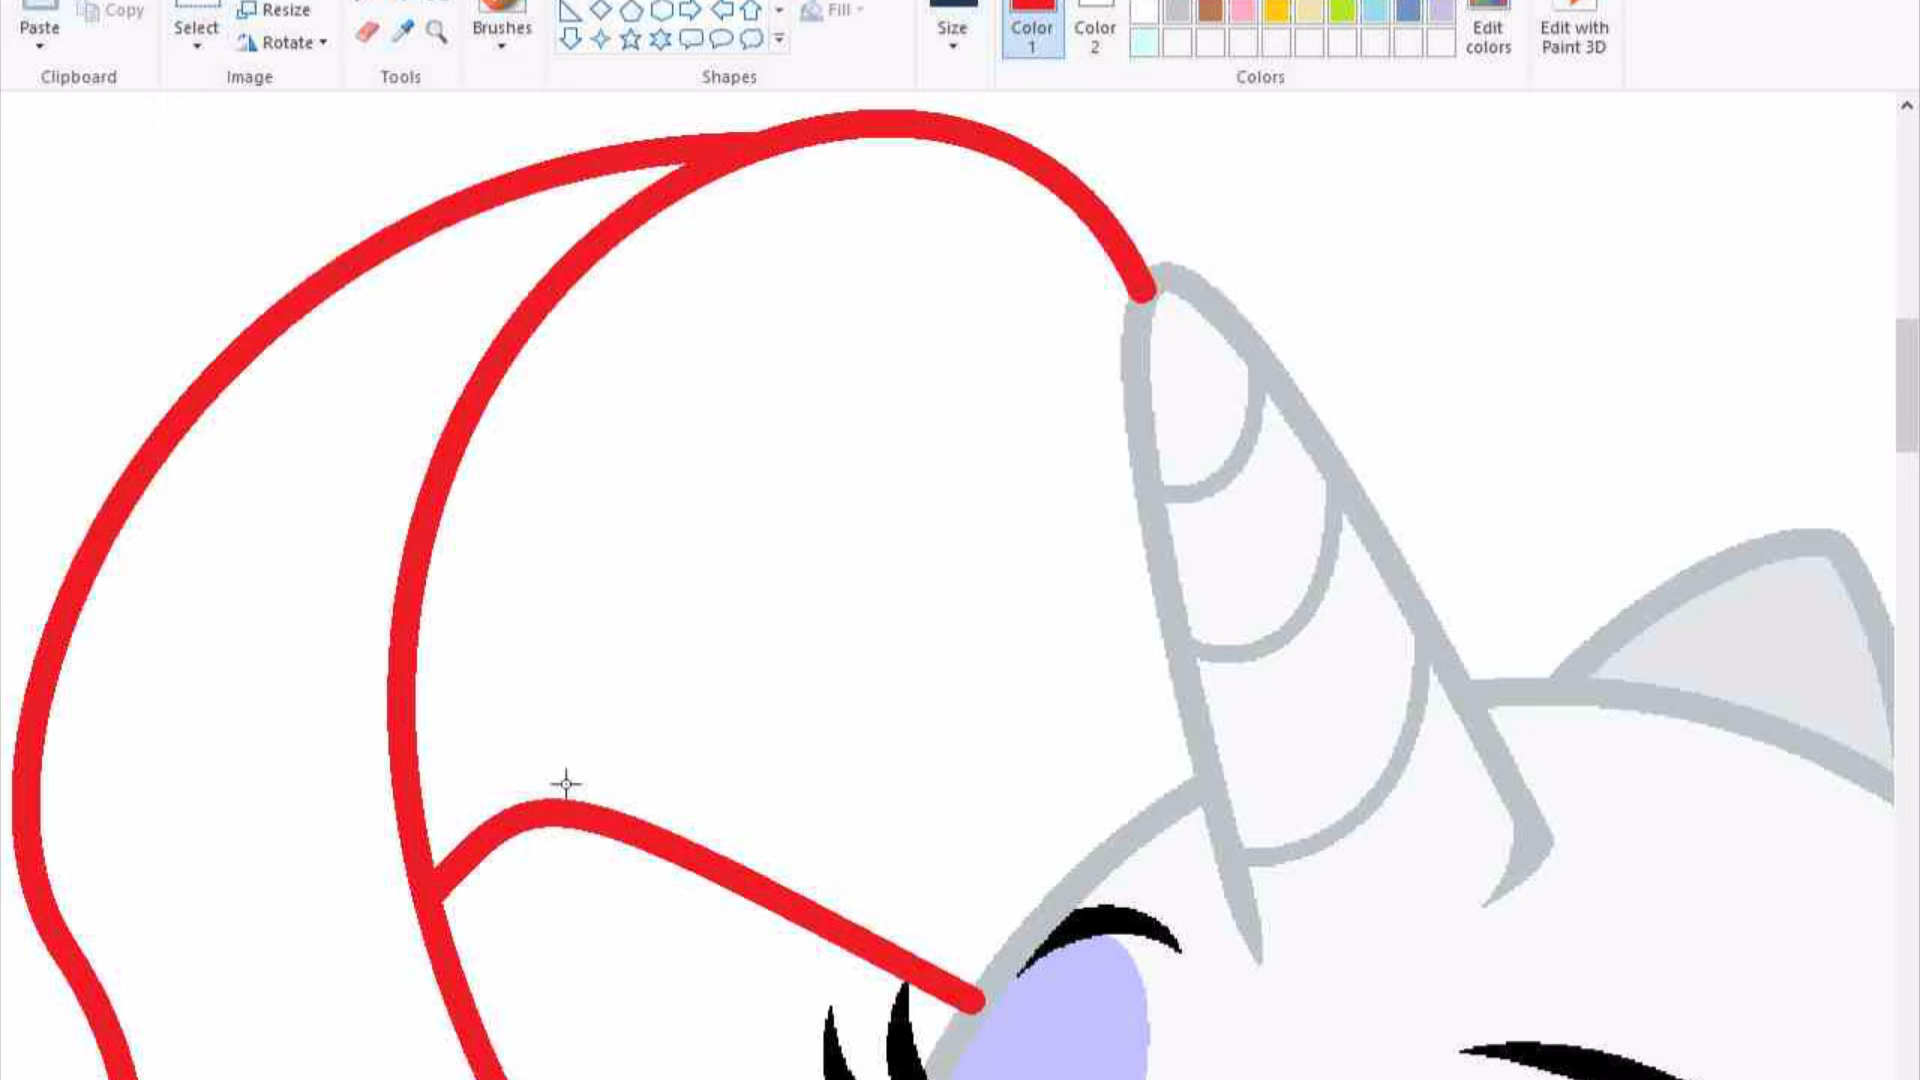 Paste
Copy
Select
Resize
Rotate
Brushes
Fill
Size
Color 1
Color 2
Edit colors
Edit with Paint 3D
Clipboard
Image
Tools
Shapes
Colors